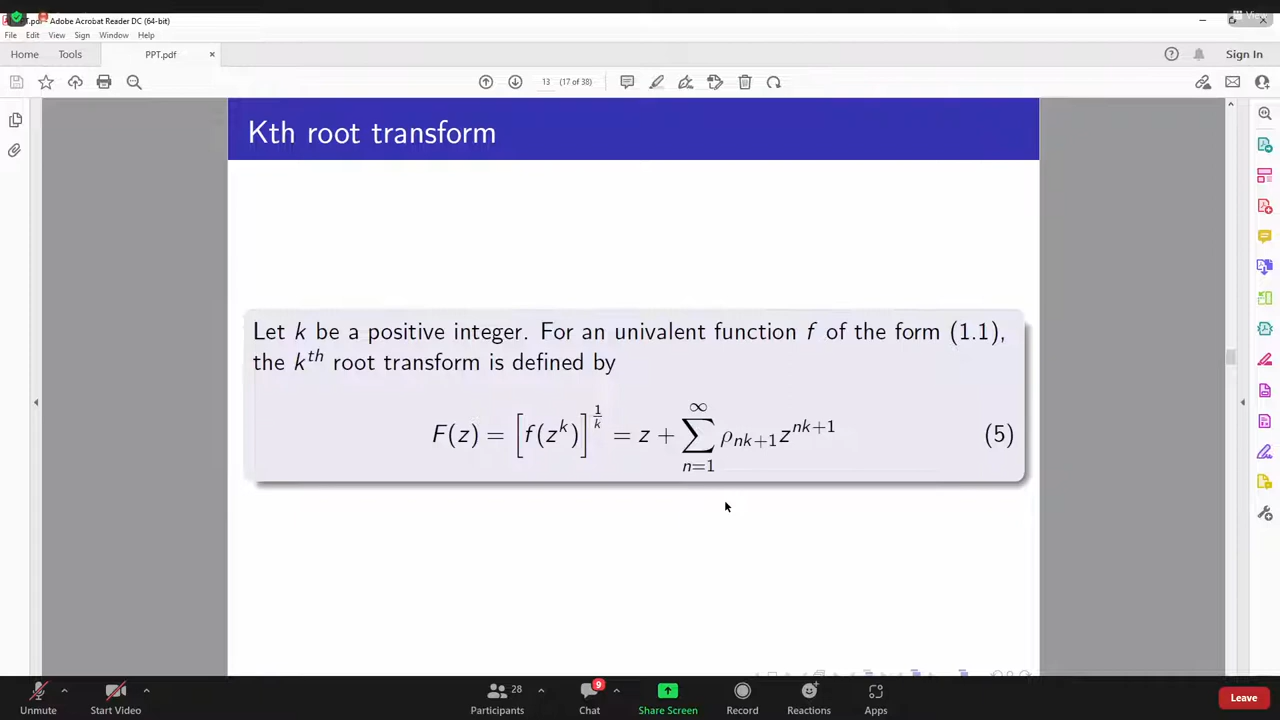 .pdf - Adobe Acrobat Reader DC (64-bit)
View
File Edit View Sign Window Help
Home Tools PPT.pdf × Sign In
13 (17 of 38)
Kth root transform
Let k be a positive integer. For an univalent function f of the form (1.1),
the k^th root transform is defined by
F(z) = [f(z^k)]^{1/k} = z + ∑_{n=1}^{∞} ρ_{nk+1} z^{nk+1} (5)
28 9
Unmute Start Video Participants Chat Share Screen Record Reactions Apps Leave